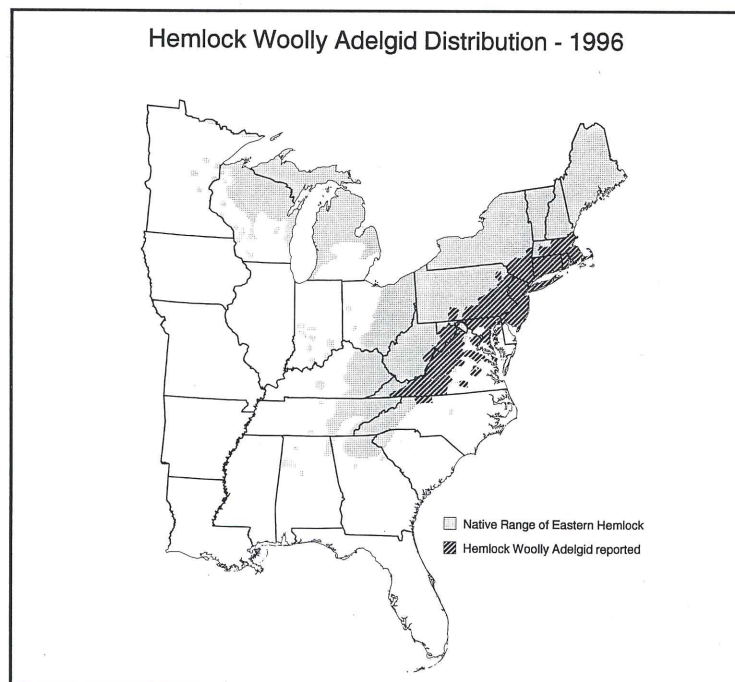 Hemlock Woolly Adelgid Distribution - 1996
Native Range of Eastern Hemlock
Hemlock Woolly Adelgid reported